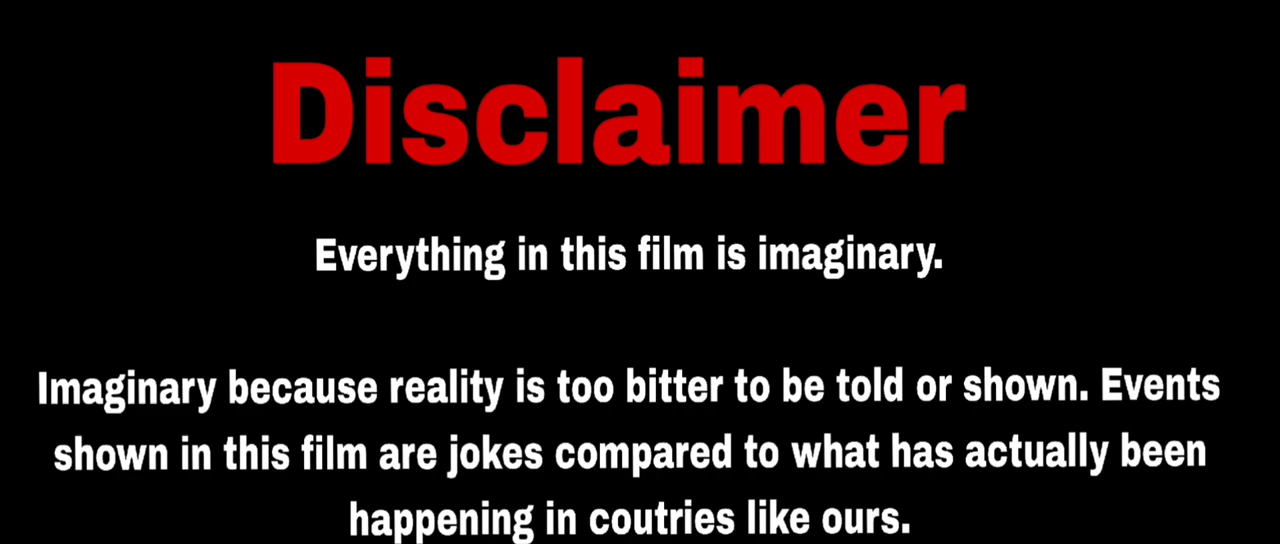 Disclaimer
Everything in this film is imaginary.
Imaginary because reality is too bitter to be told or shown. Events
shown in this film are jokes compared to what has actually been
happening in coutries like ours.